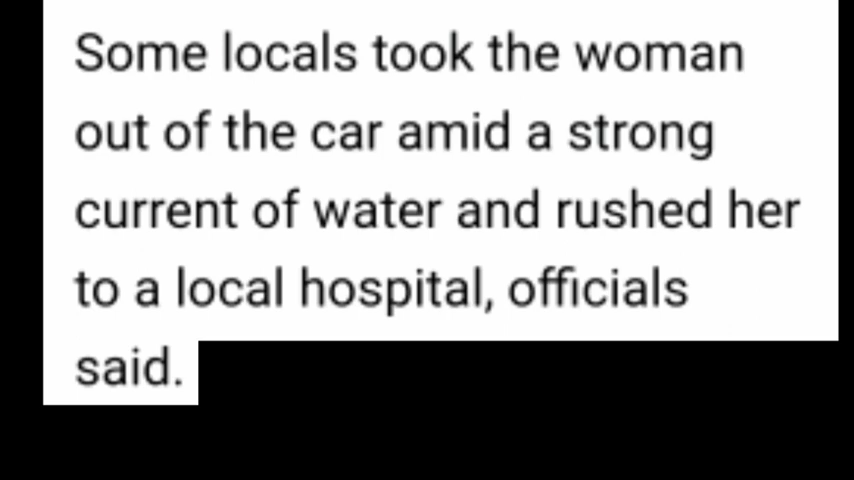 Some locals took the woman
out of the car amid a strong
current of water and rushed her
to a local hospital, officials
said.